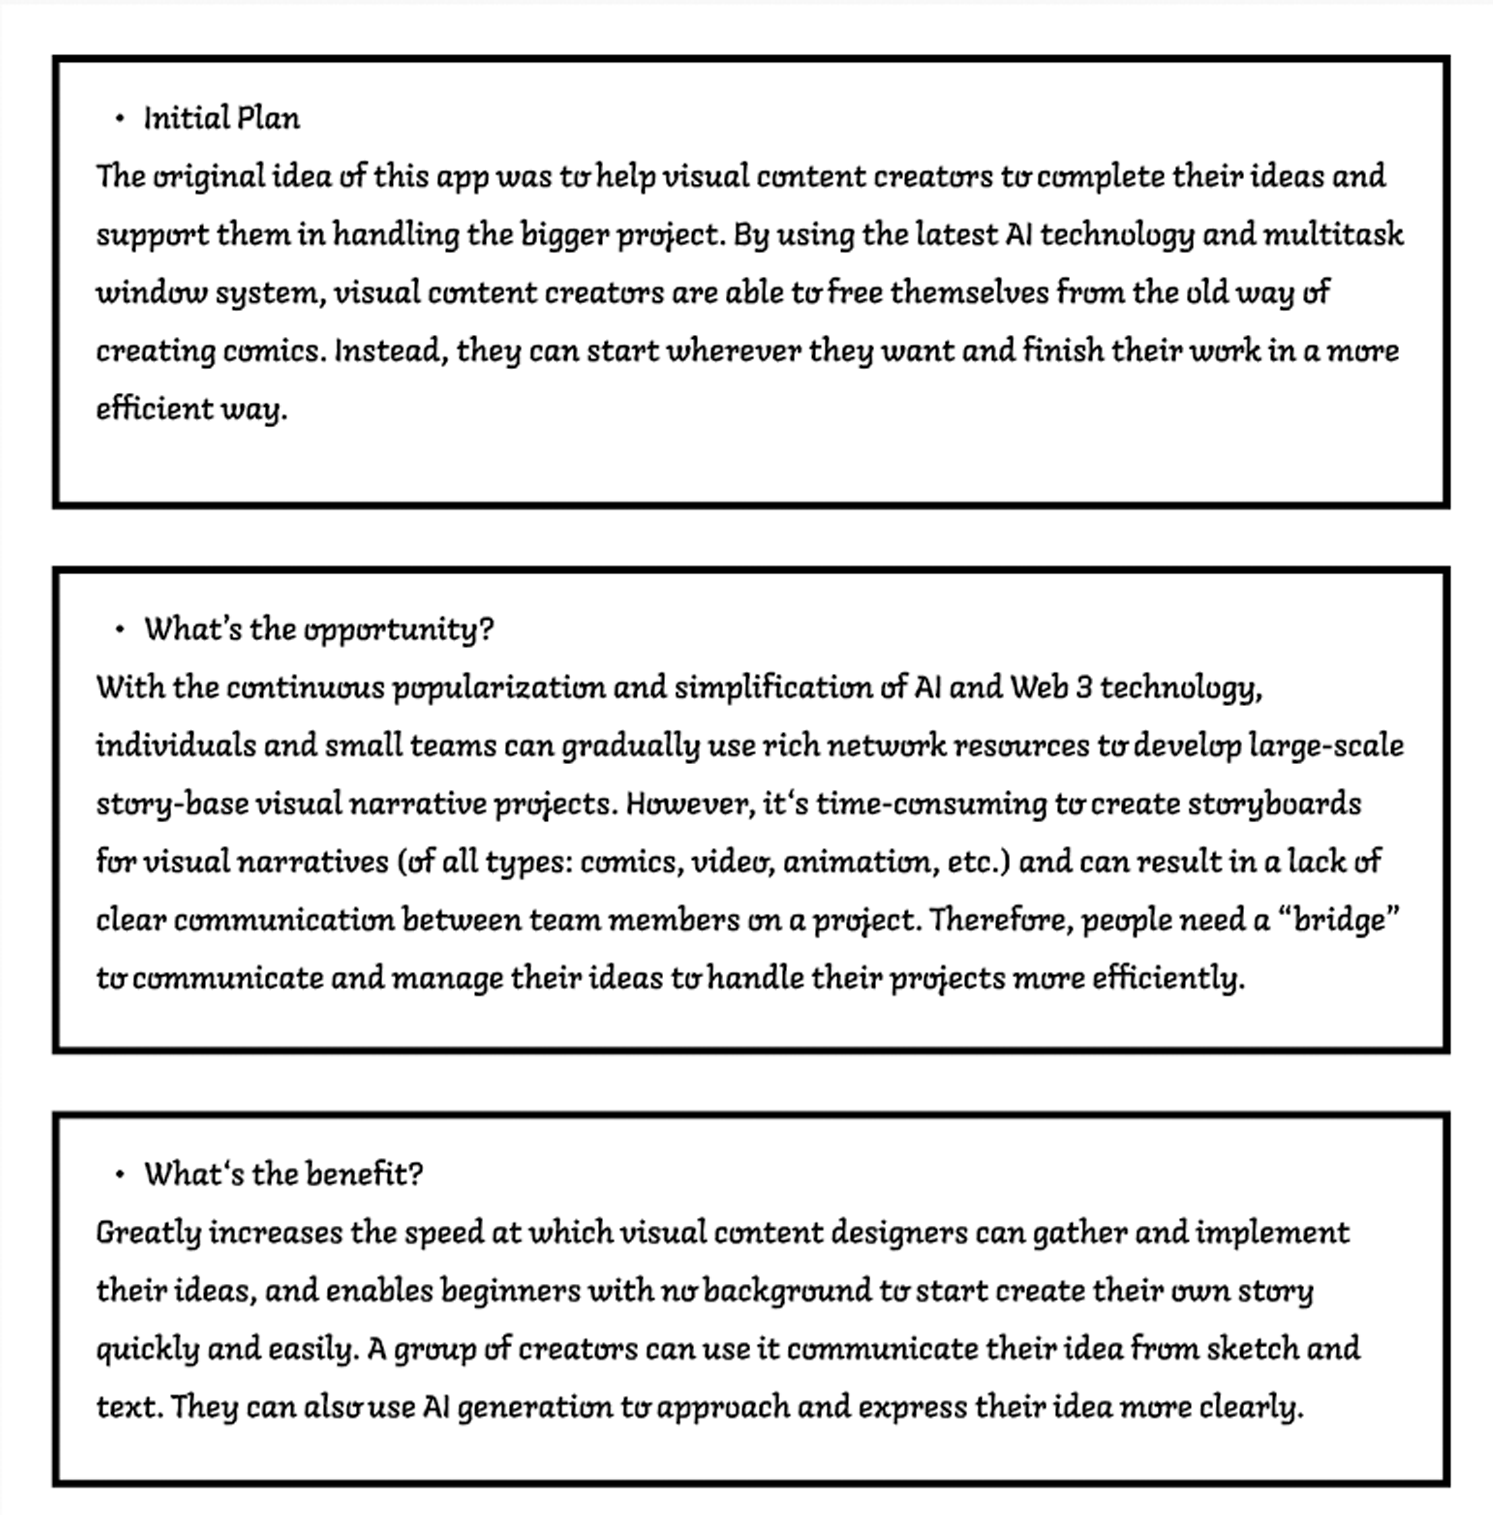 • Initial Plan
The original idea of this app was to help visual content creators to complete their ideas and
support them in handling the bigger project. By using the latest AI technology and multitask
window system, visual content creators are able to free themselves from the old way of
creating comics. Instead, they can start wherever they want and finish their work in a more
efficient way.
• What’s the opportunity?
With the continuous popularization and simplification of AI and Web 3 technology,
individuals and small teams can gradually use rich network resources to develop large-scale
story-base visual narrative projects. However, it‘s time-consuming to create storyboards
for visual narratives (of all types: comics, video, animation, etc.) and can result in a lack of
clear communication between team members on a project. Therefore, people need a “bridge”
to communicate and manage their ideas to handle their projects more efficiently.
• What‘s the benefit?
Greatly increases the speed at which visual content designers can gather and implement
their ideas, and enables beginners with no background to start create their own story
quickly and easily. A group of creators can use it communicate their idea from sketch and
text. They can also use AI generation to approach and express their idea more clearly.